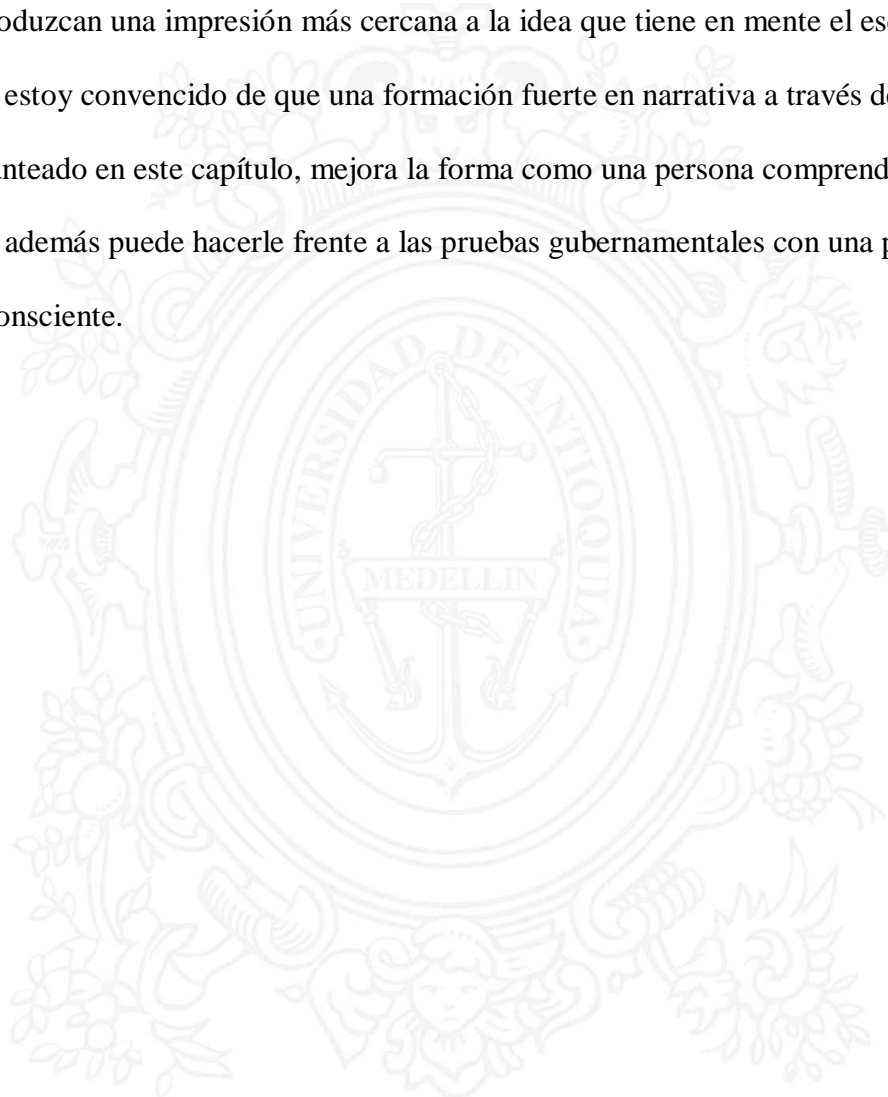 oduzcan una impresión más cercana a la idea que tiene en mente el es
estoy convencido de que una formación fuerte en narrativa a través d
nteado en este capítulo, mejora la forma como una persona comprend
además puede hacerle frente a las pruebas gubernamentales con una p
onsciente.
UNIVERSIDAD DE ANTIOQUIA
MEDELLIN